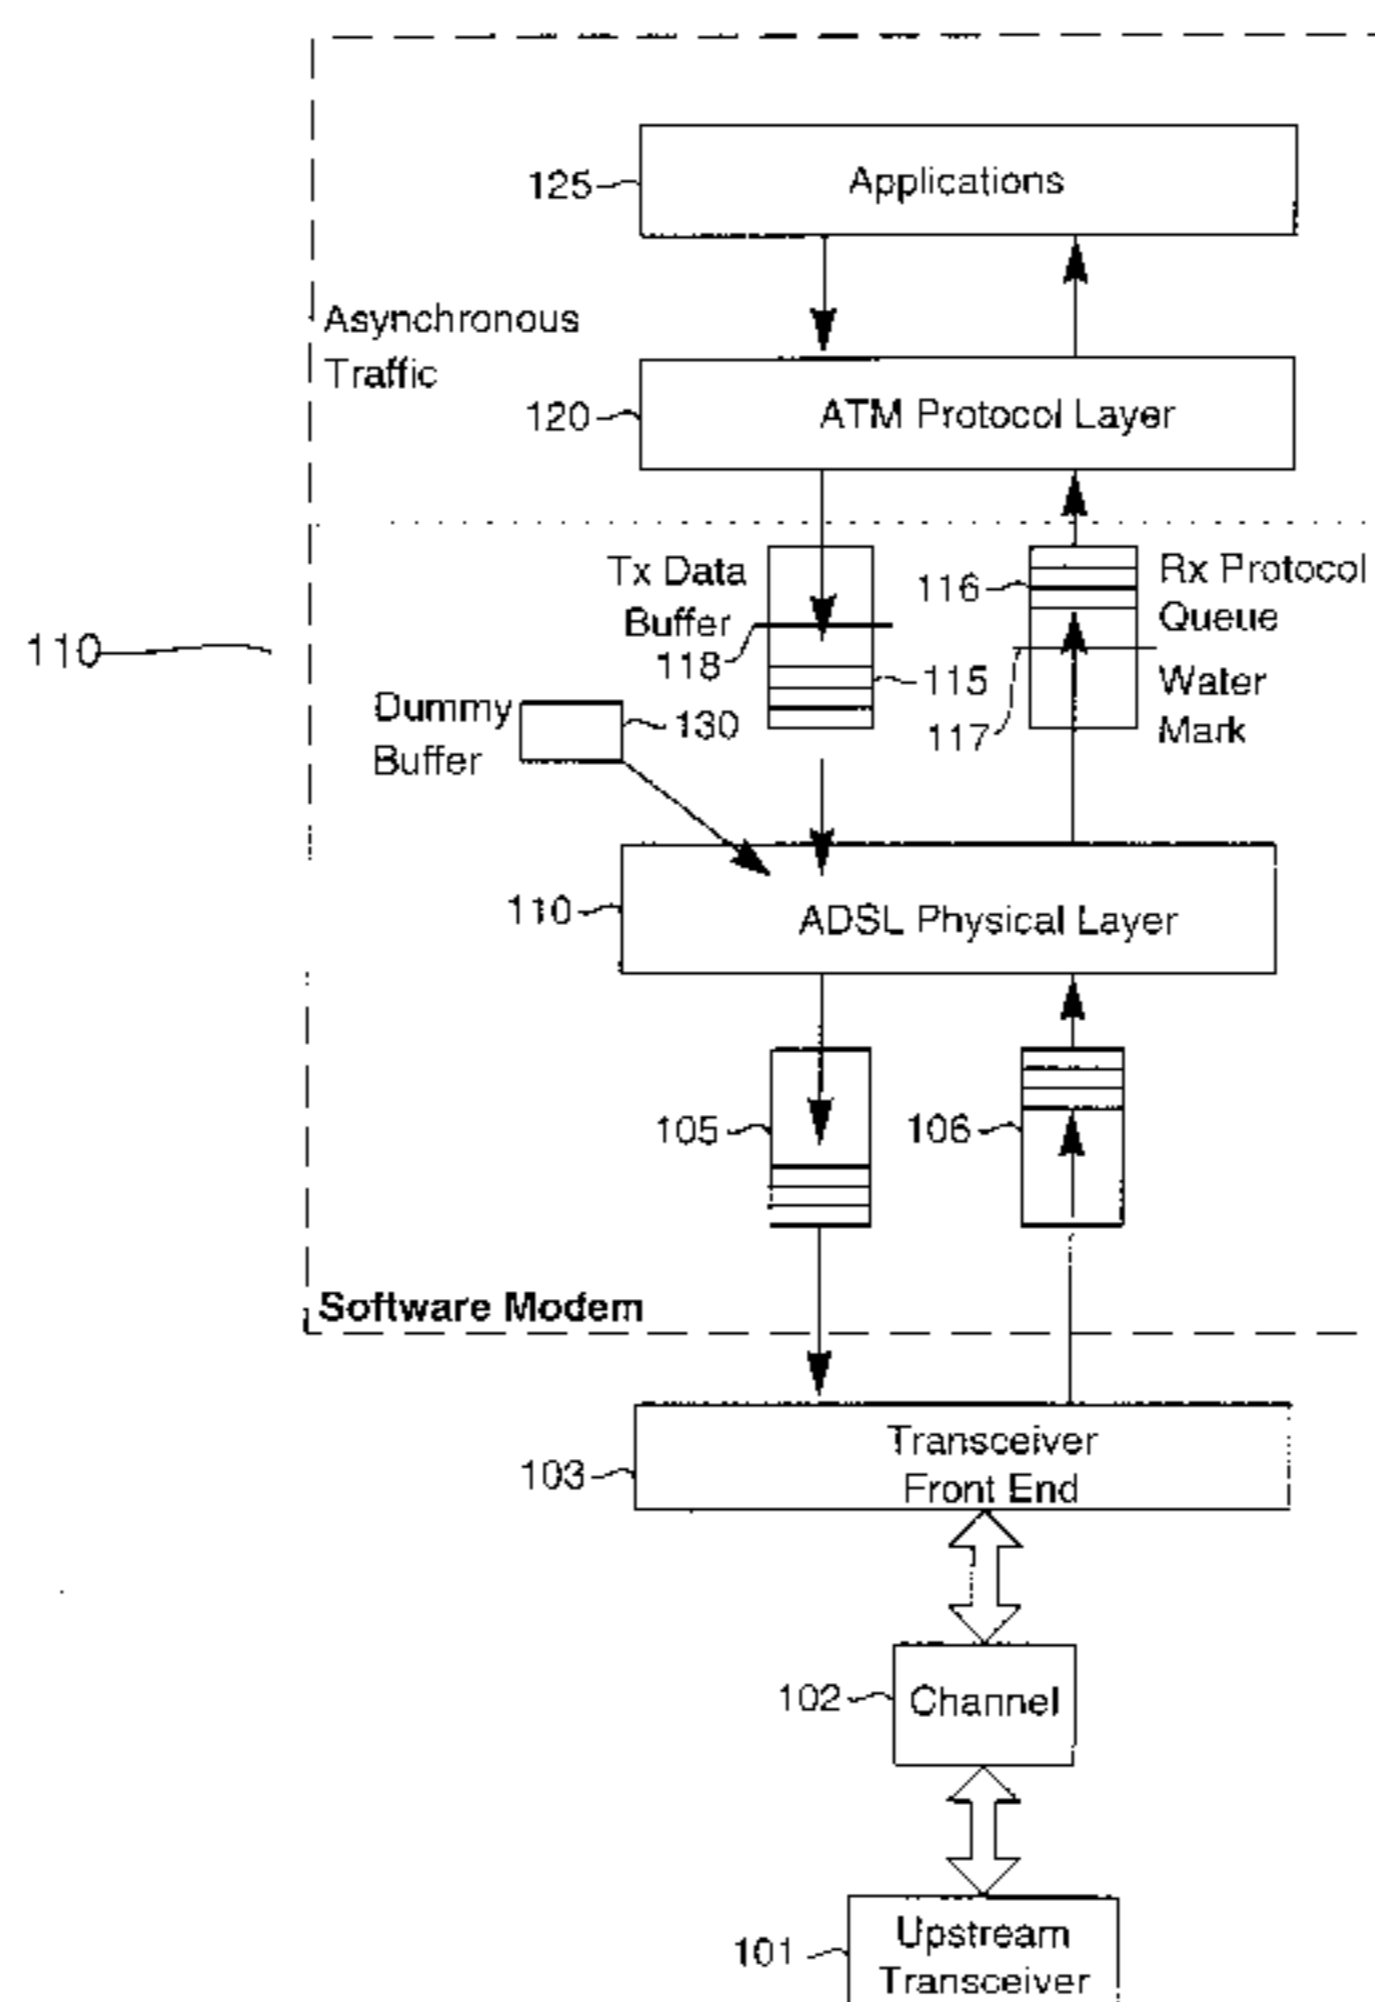 125
Applications
Asynchronous
Traffic
120
ATM Protocol Layer
Tx Data
Buffer
118
115
116
Rx Protocol
Queue
Water
Mark
117
110
Dummy
Buffer
130
110
ADSL Physical Layer
105
106
Software Modem
103
Transceiver
Front End
102
Channel
101
Upstream
Transceiver